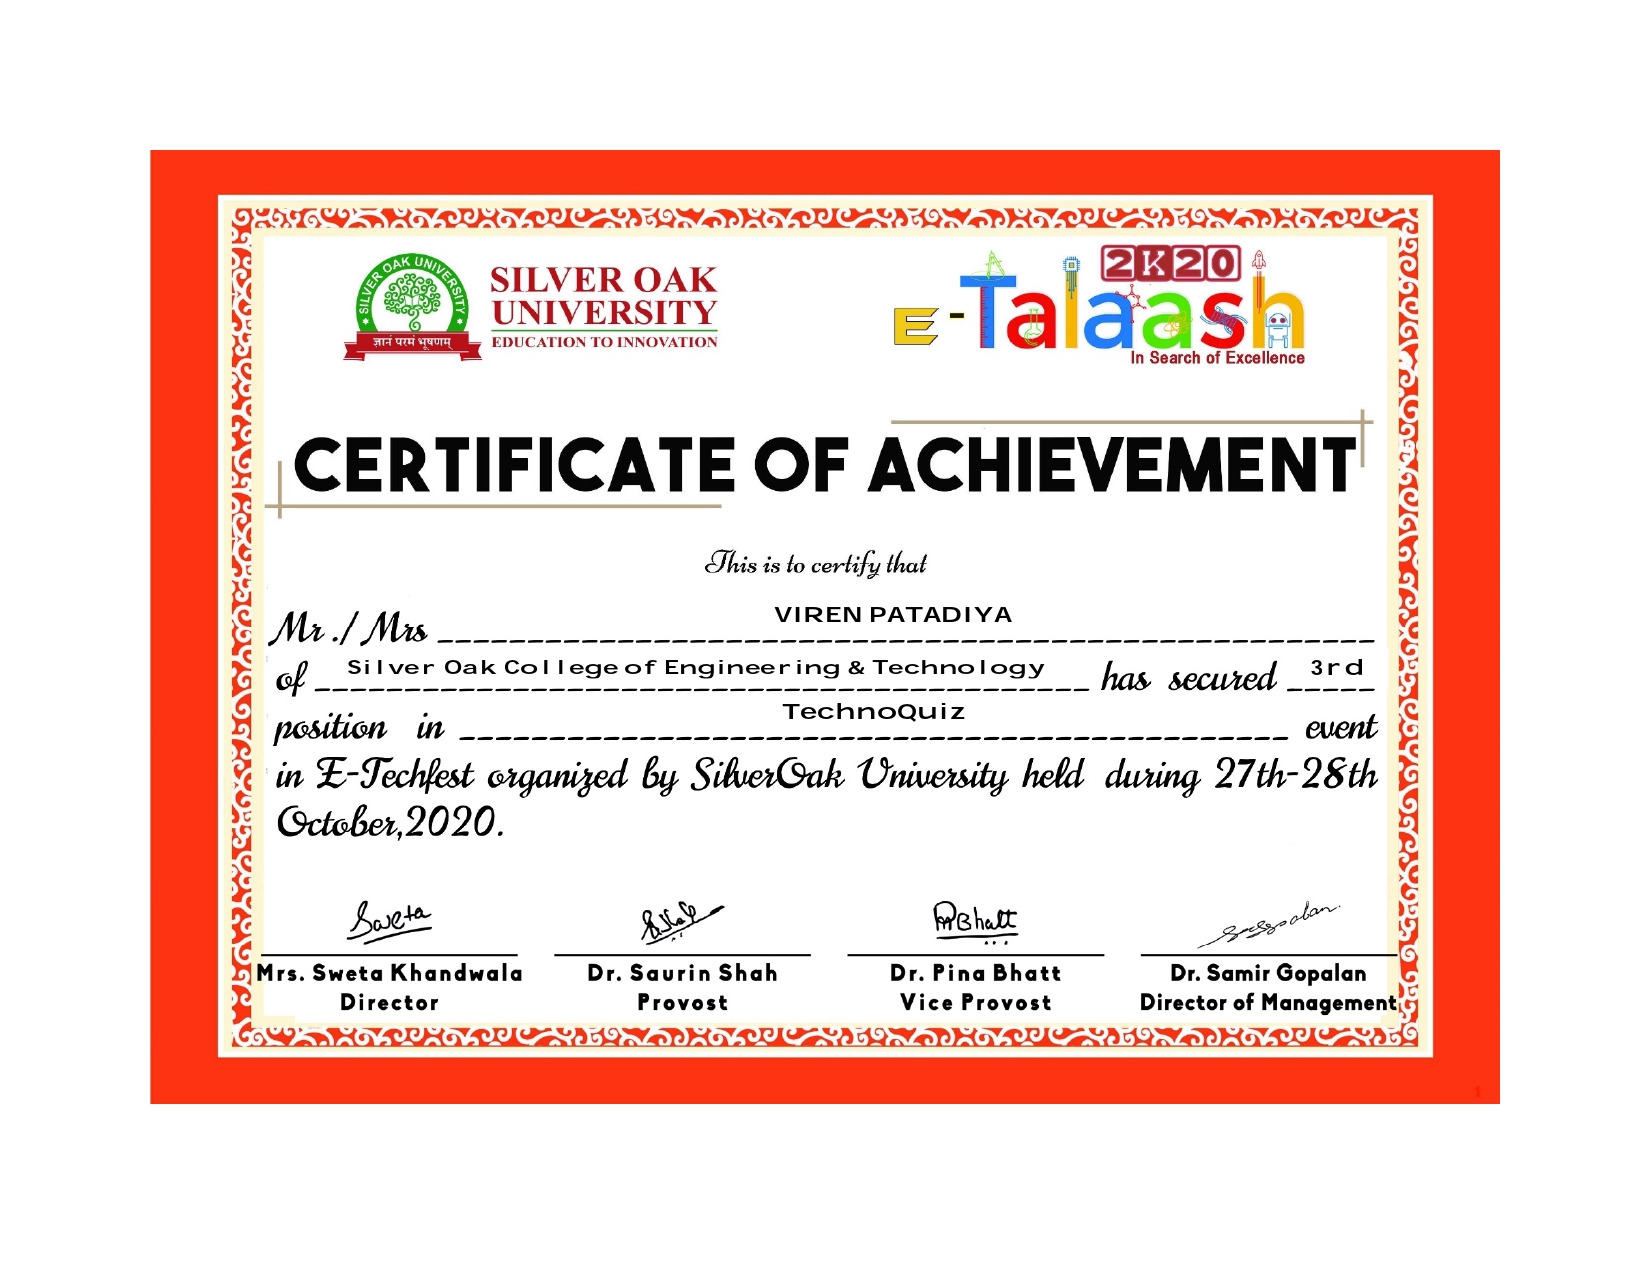 SILVER OAK UNIVERSITY
ज्ञानं परमं भूषणम्
SILVER OAK
UNIVERSITY
EDUCATION TO INNOVATION
2K20
E-Talaash
In Search of Excellence
CERTIFICATE OF ACHIEVEMENT
This is to certify that
Mr./Mrs VIREN PATADIYA
of Silver Oak College of Engineering & Technology has secured 3rd
position in TechnoQuiz event
in E-Techfest organized by SilverOak University held during 27th-28th
October,2020.
Sweta
PABhatt
Mrs. Sweta Khandwala Dr. Saurin Shah Dr. Pina Bhatt Dr. Samir Gopalan
Director Provost Vice Provost Director of Management
1